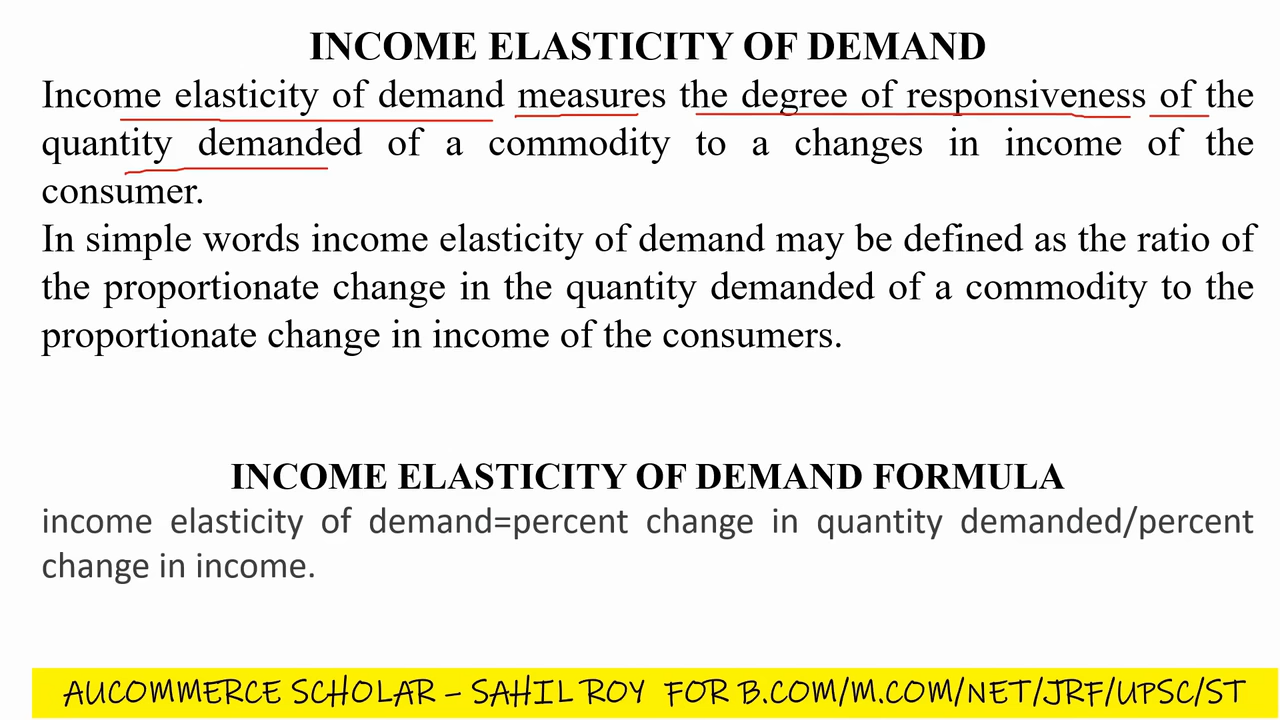 INCOME ELASTICITY OF DEMAND
Income elasticity of demand measures the degree of responsiveness of the
quantity demanded of a commodity to a changes in income of the
consumer.
In simple words income elasticity of demand may be defined as the ratio of
the proportionate change in the quantity demanded of a commodity to the
proportionate change in income of the consumers.
INCOME ELASTICITY OF DEMAND FORMULA
income elasticity of demand=percent change in quantity demanded/percent
change in income.
AUCOMMERCE SCHOLAR – SAHIL ROY FOR B.COM/M.COM/NET/JRF/UPSC/ST